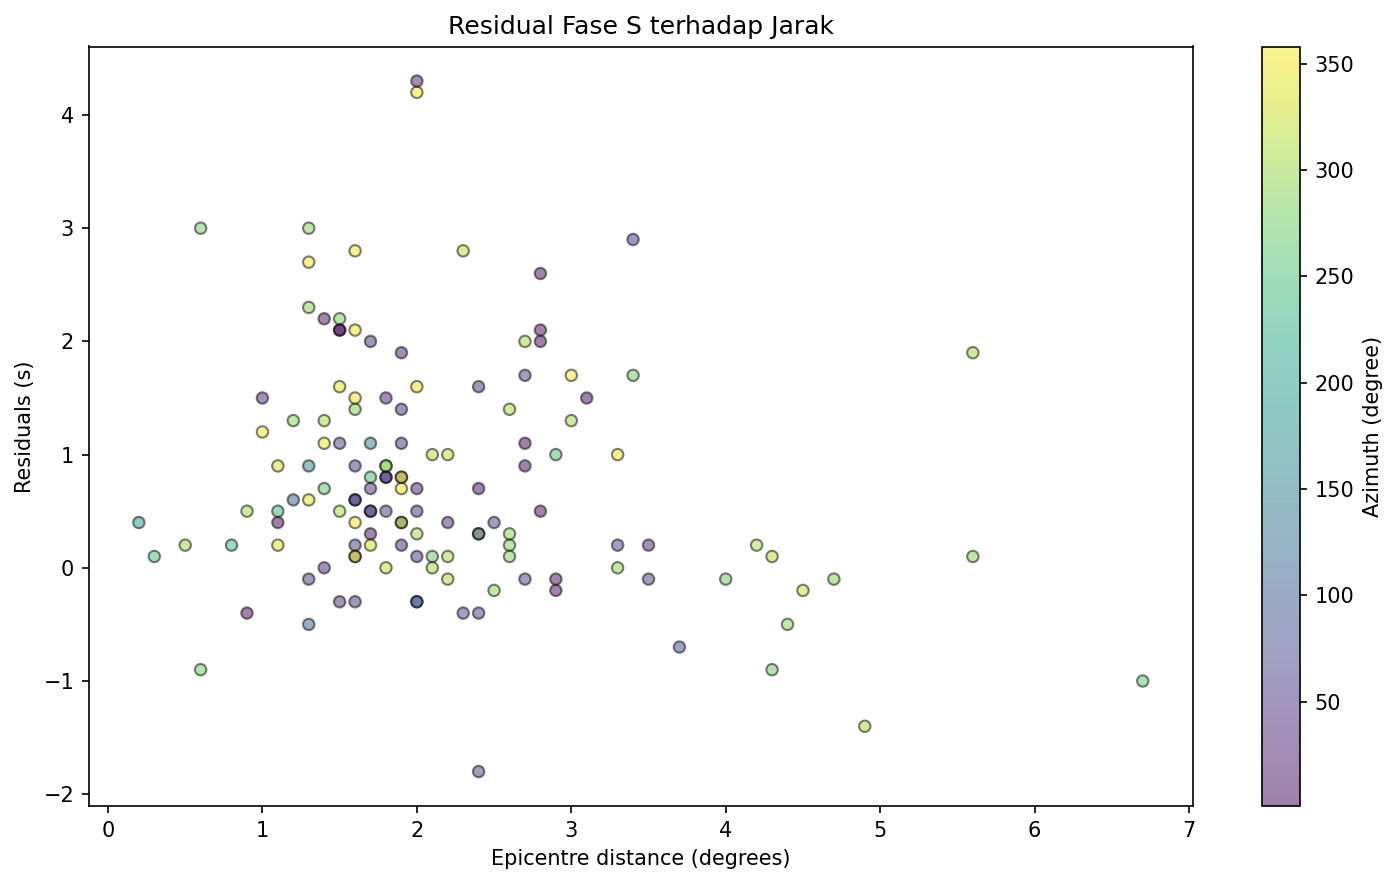 Residual Fase S terhadap Jarak
Residuals (s)
4
3
2
1
0
−1
−2
0 1 2 3 4 5 6 7
Epicentre distance (degrees)
350
300
250
200
150
100
50
Azimuth (degree)